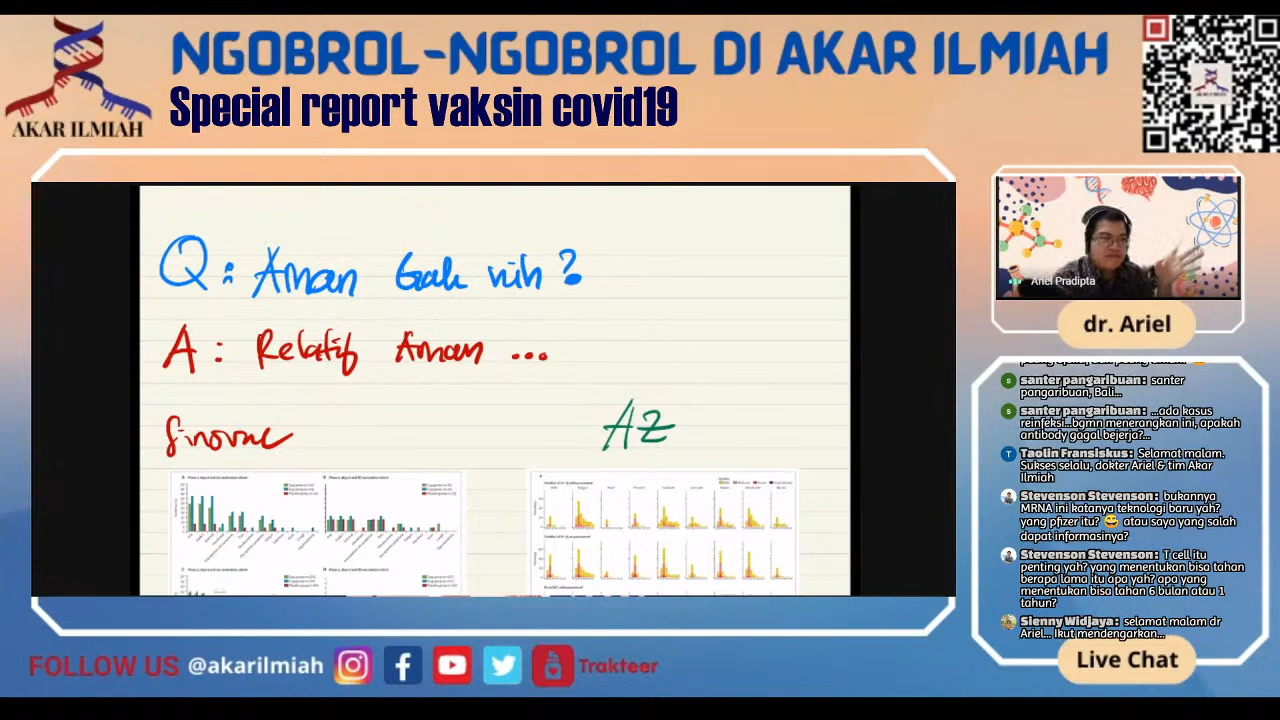 NGOBROL-NGOBROL DI AKAR ILMIAH
Special report vaksin covid19
AKAR ILMIAH
Q: Aman Gak nih?
A: Relatif Aman ...
Sinovac
AZ
Ariel Pradipta
dr. Ariel
santer pangaribuan: santer
pangaribuan, Bali...
santer pangaribuan: ...ada kasus
reinfeksi...bgmn menerangkan ini, apakah
antibody gagal bejerja?...
Taolin Fransiskus: Selamat malam.
Sukses selalu, dokter Ariel & tim Akar
ilmiah
Stevenson Stevenson: bukannya
MRNA ini katanya teknologi baru yah?
yang pfizer itu? 😅 atau saya yang salah
dapat informasinya?
Stevenson Stevenson: T cell itu
penting yah? yang menentukan bisa tahan
berapa lama itu apa yah? apa yang
menentukan bisa tahan 6 bulan atau 1
tahun?
Sienny Widjaya: selamat malam dr
Ariel... Ikut mendengarkan...
Live Chat
FOLLOW US @akarilmiah
Trakteer